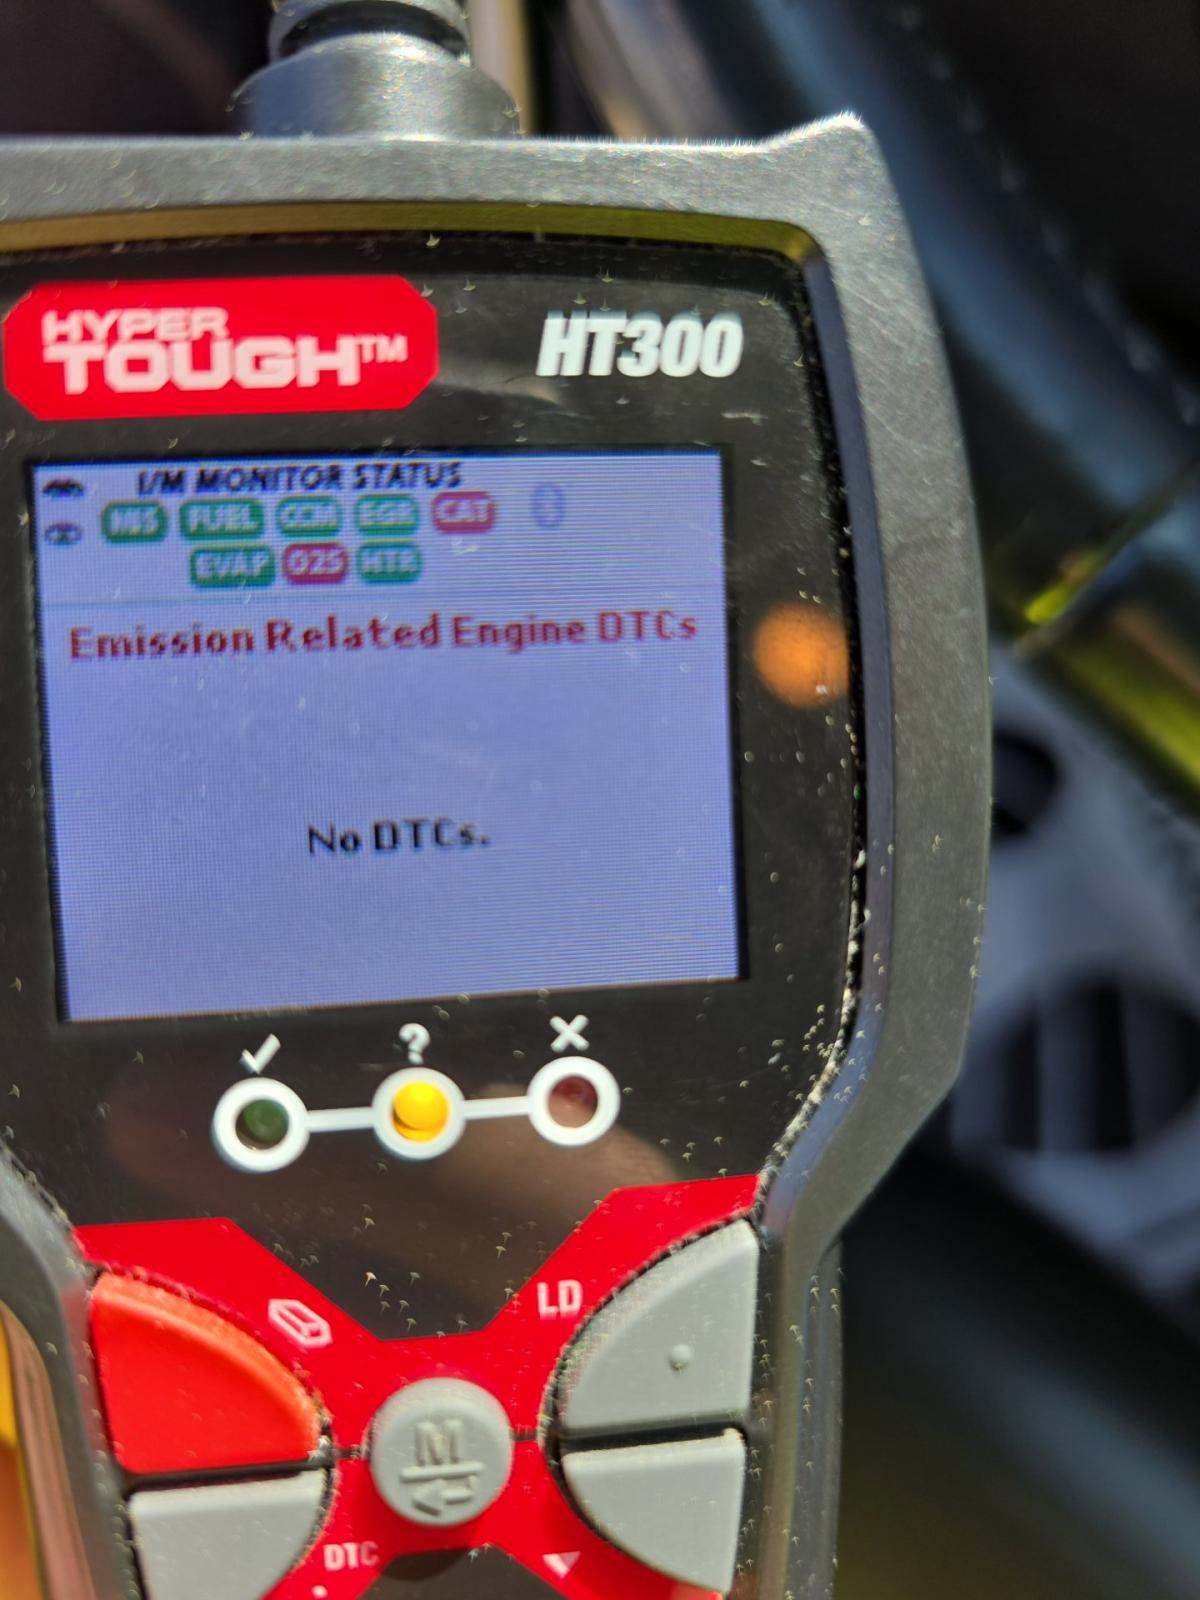 HYPER
TOUGH™
HT300
I/M MONITOR STATUS
MIS FUEL CCM EGR CAT
EVAP O2S HTR
Emission Related Engine DTCs
No DTCs.
✓ ? X
LD
M
DTC